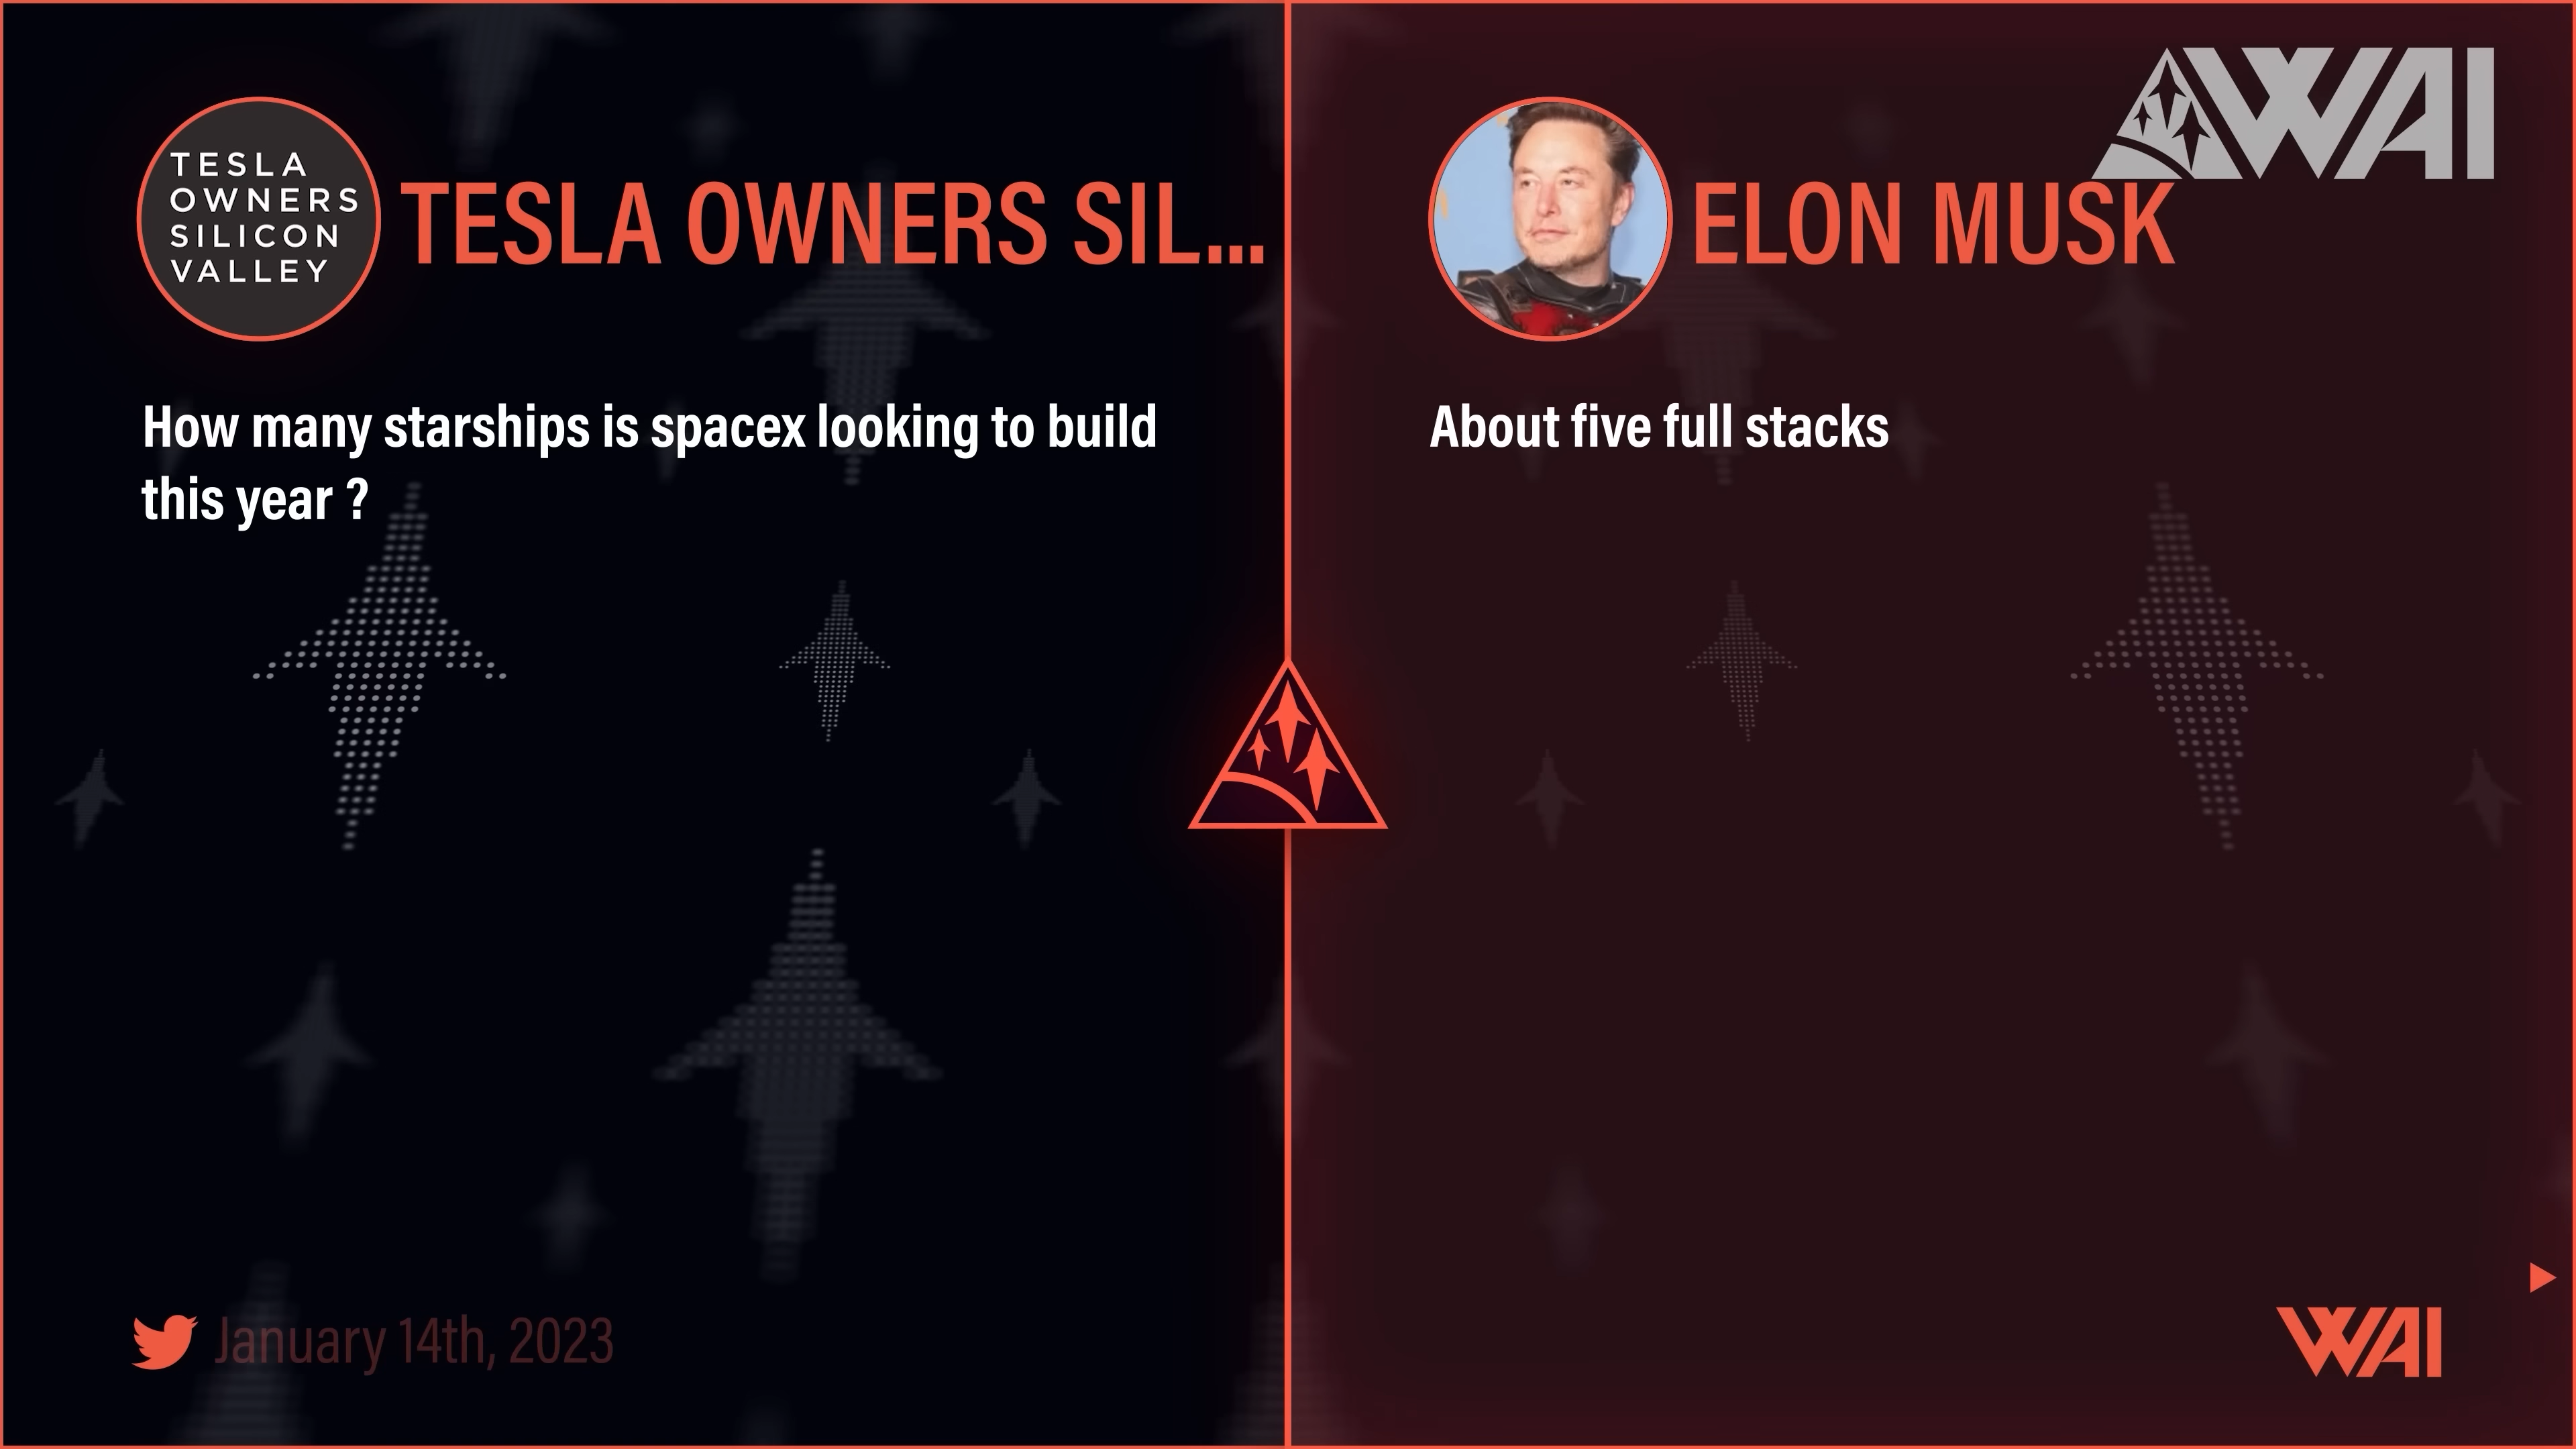 TESLA
OWNERS
SILICON
VALLEY
TESLA OWNERS SIL...
How many starships is spacex looking to build
this year ?
January 14th, 2023
WAI
ELON MUSK
About five full stacks
WAI